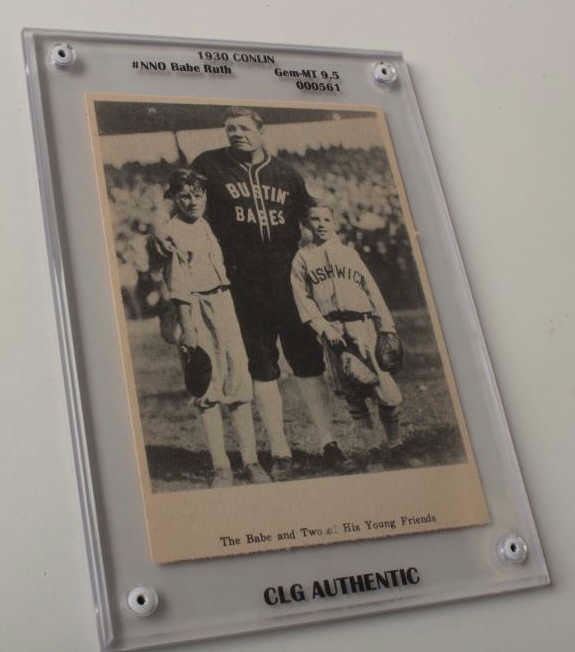 1930 CONLIN
#NNO Babe Ruth Gem-MT 9.5
000561
BUSTIN'
BABES
USHWICK
The Babe and Two of His Young Friends
CLG AUTHENTIC